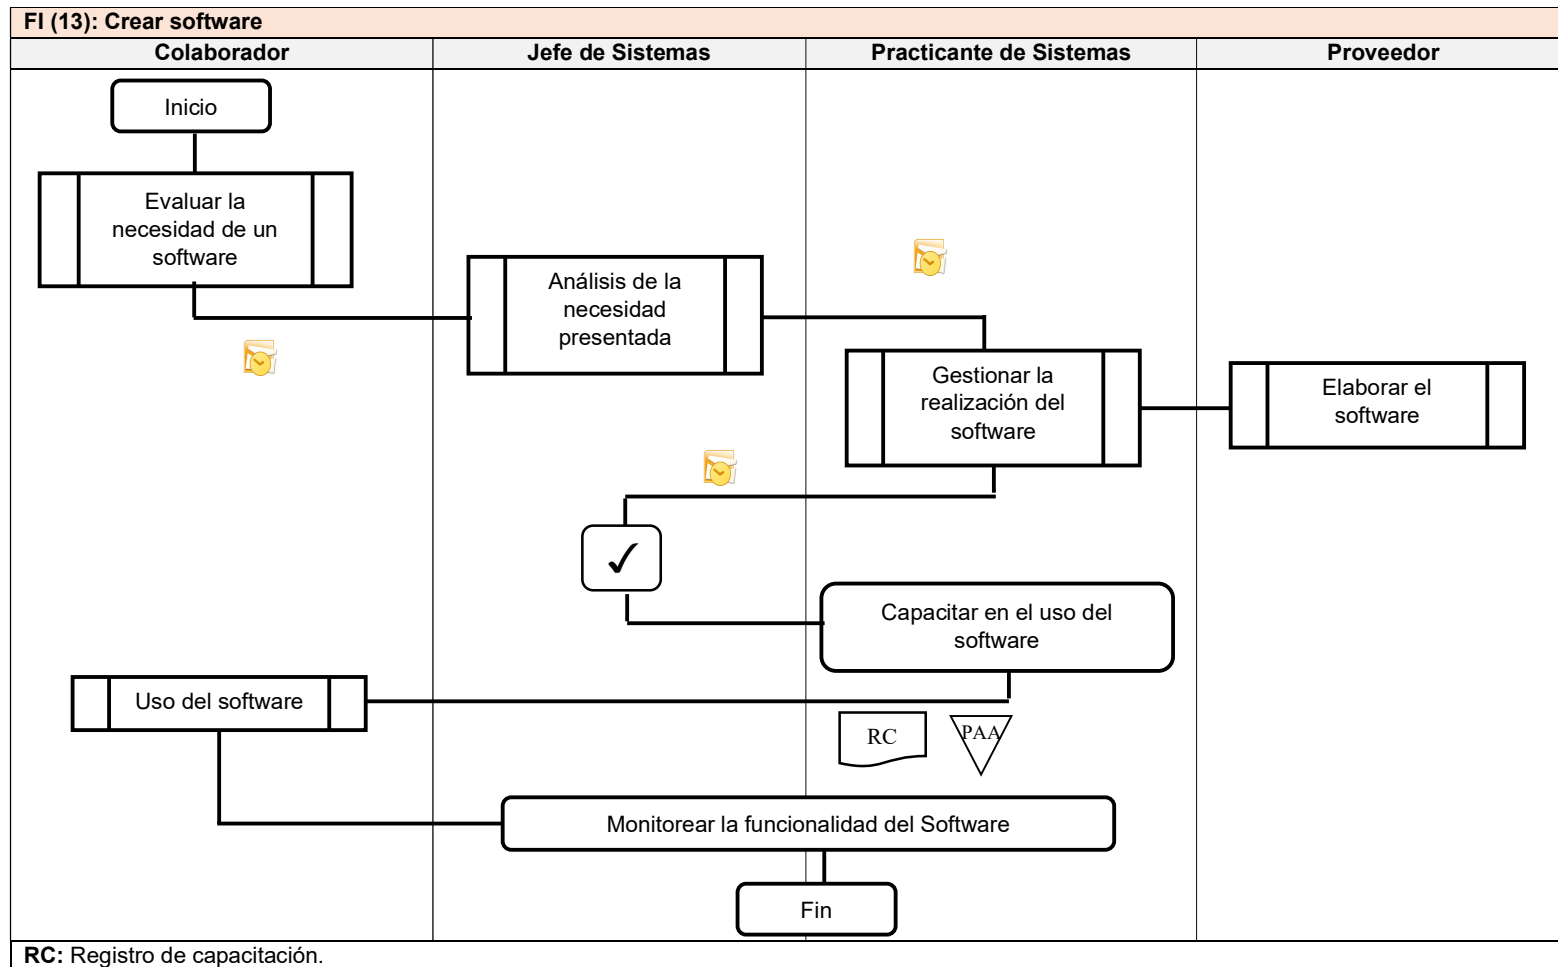 FI (13): Crear software
Colaborador
Jefe de Sistemas
Practicante de Sistemas
Proveedor
Inicio
Evaluar la
necesidad de un
software
Análisis de la
necesidad
presentada
Gestionar la
realización del
software
Elaborar el
software
Capacitar en el uso del
software
Uso del software
RC
PAA
Monitorear la funcionalidad del Software
Fin
RC: Registro de capacitación.